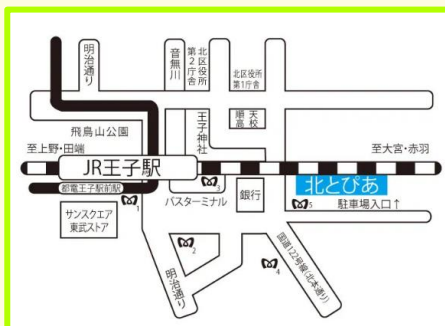 明治通り
音無川
北区役所
第2庁舎
北区役所
第1庁舎
順天
高校
飛鳥山公園
王子神社
至上野・田端
至大宮・赤羽
JR王子駅
北とぴあ
都電王子駅前駅
3
バスターミナル
銀行
5
駐車場入口↑
1
サンスクエア
東武ストア
2
4
明治通り
国道122号線(北本通り)